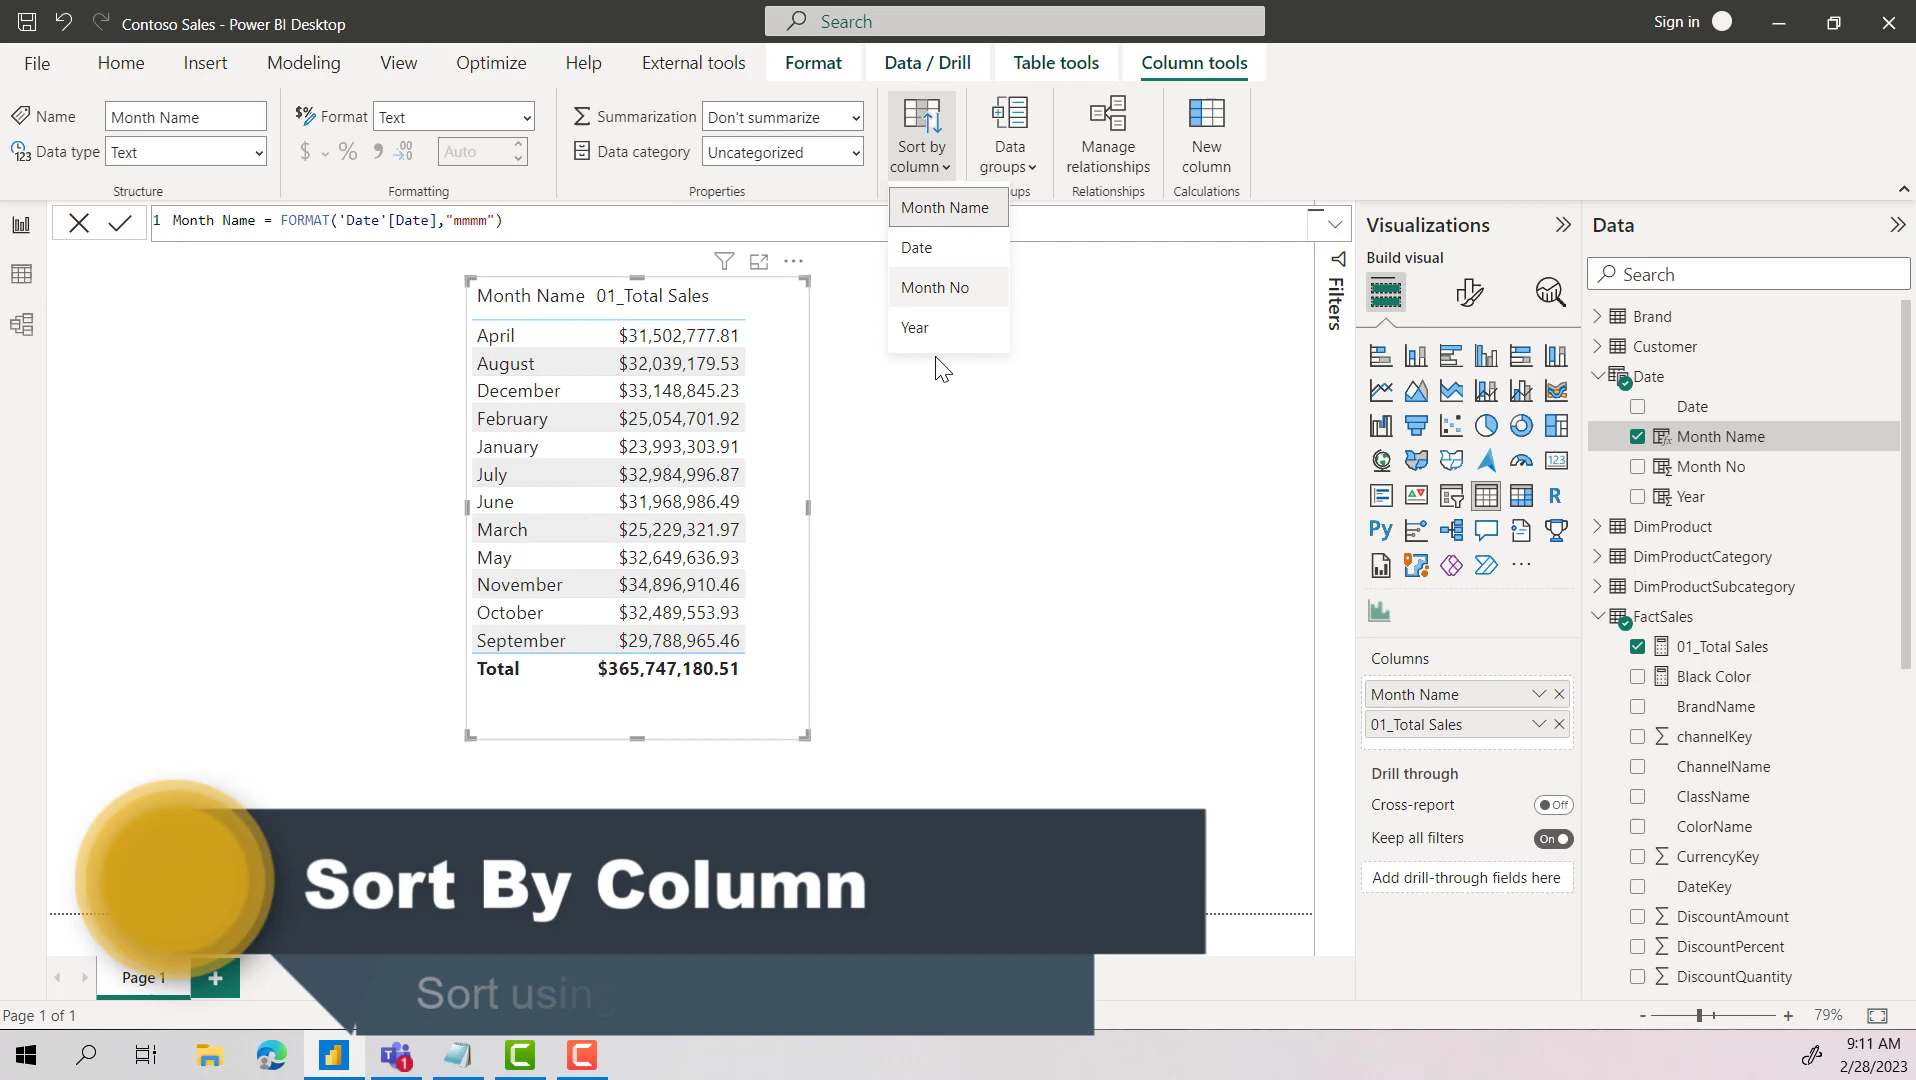 Contoso Sales - Power BI Desktop
Search
Sign in
File Home Insert Modeling View Optimize Help External tools Format Data / Drill Table tools Column tools
Name Month Name
Format Text
Summarization Don't summarize
Data type Text
$ % Auto
Data category Uncategorized
Sort by column
Data groups
Manage relationships
New column
Structure Formatting Properties ups Relationships Calculations
1 Month Name = FORMAT('Date'[Date],"mmmm")
Month Name
Date
Month No
Year
Month Name 01_Total Sales
April $31,502,777.81
August $32,039,179.53
December $33,148,845.23
February $25,054,701.92
January $23,993,303.91
July $32,984,996.87
June $31,968,986.49
March $25,229,321.97
May $32,649,636.93
November $34,896,910.46
October $32,489,553.93
September $29,788,965.46
Total $365,747,180.51
Filters
Visualizations
Build visual
123
R
Py
Columns
Month Name
01_Total Sales
Drill through
Cross-report Off
Keep all filters On
Add drill-through fields here
Data
Search
Brand
Customer
Date
Date
Month Name
Month No
Year
DimProduct
DimProductCategory
DimProductSubcategory
FactSales
01_Total Sales
Black Color
BrandName
channelKey
ChannelName
ClassName
ColorName
CurrencyKey
DateKey
DiscountAmount
DiscountPercent
DiscountQuantity
Sort By Column
Sort using
Page 1
Page 1 of 1
79%
9:11 AM
2/28/2023